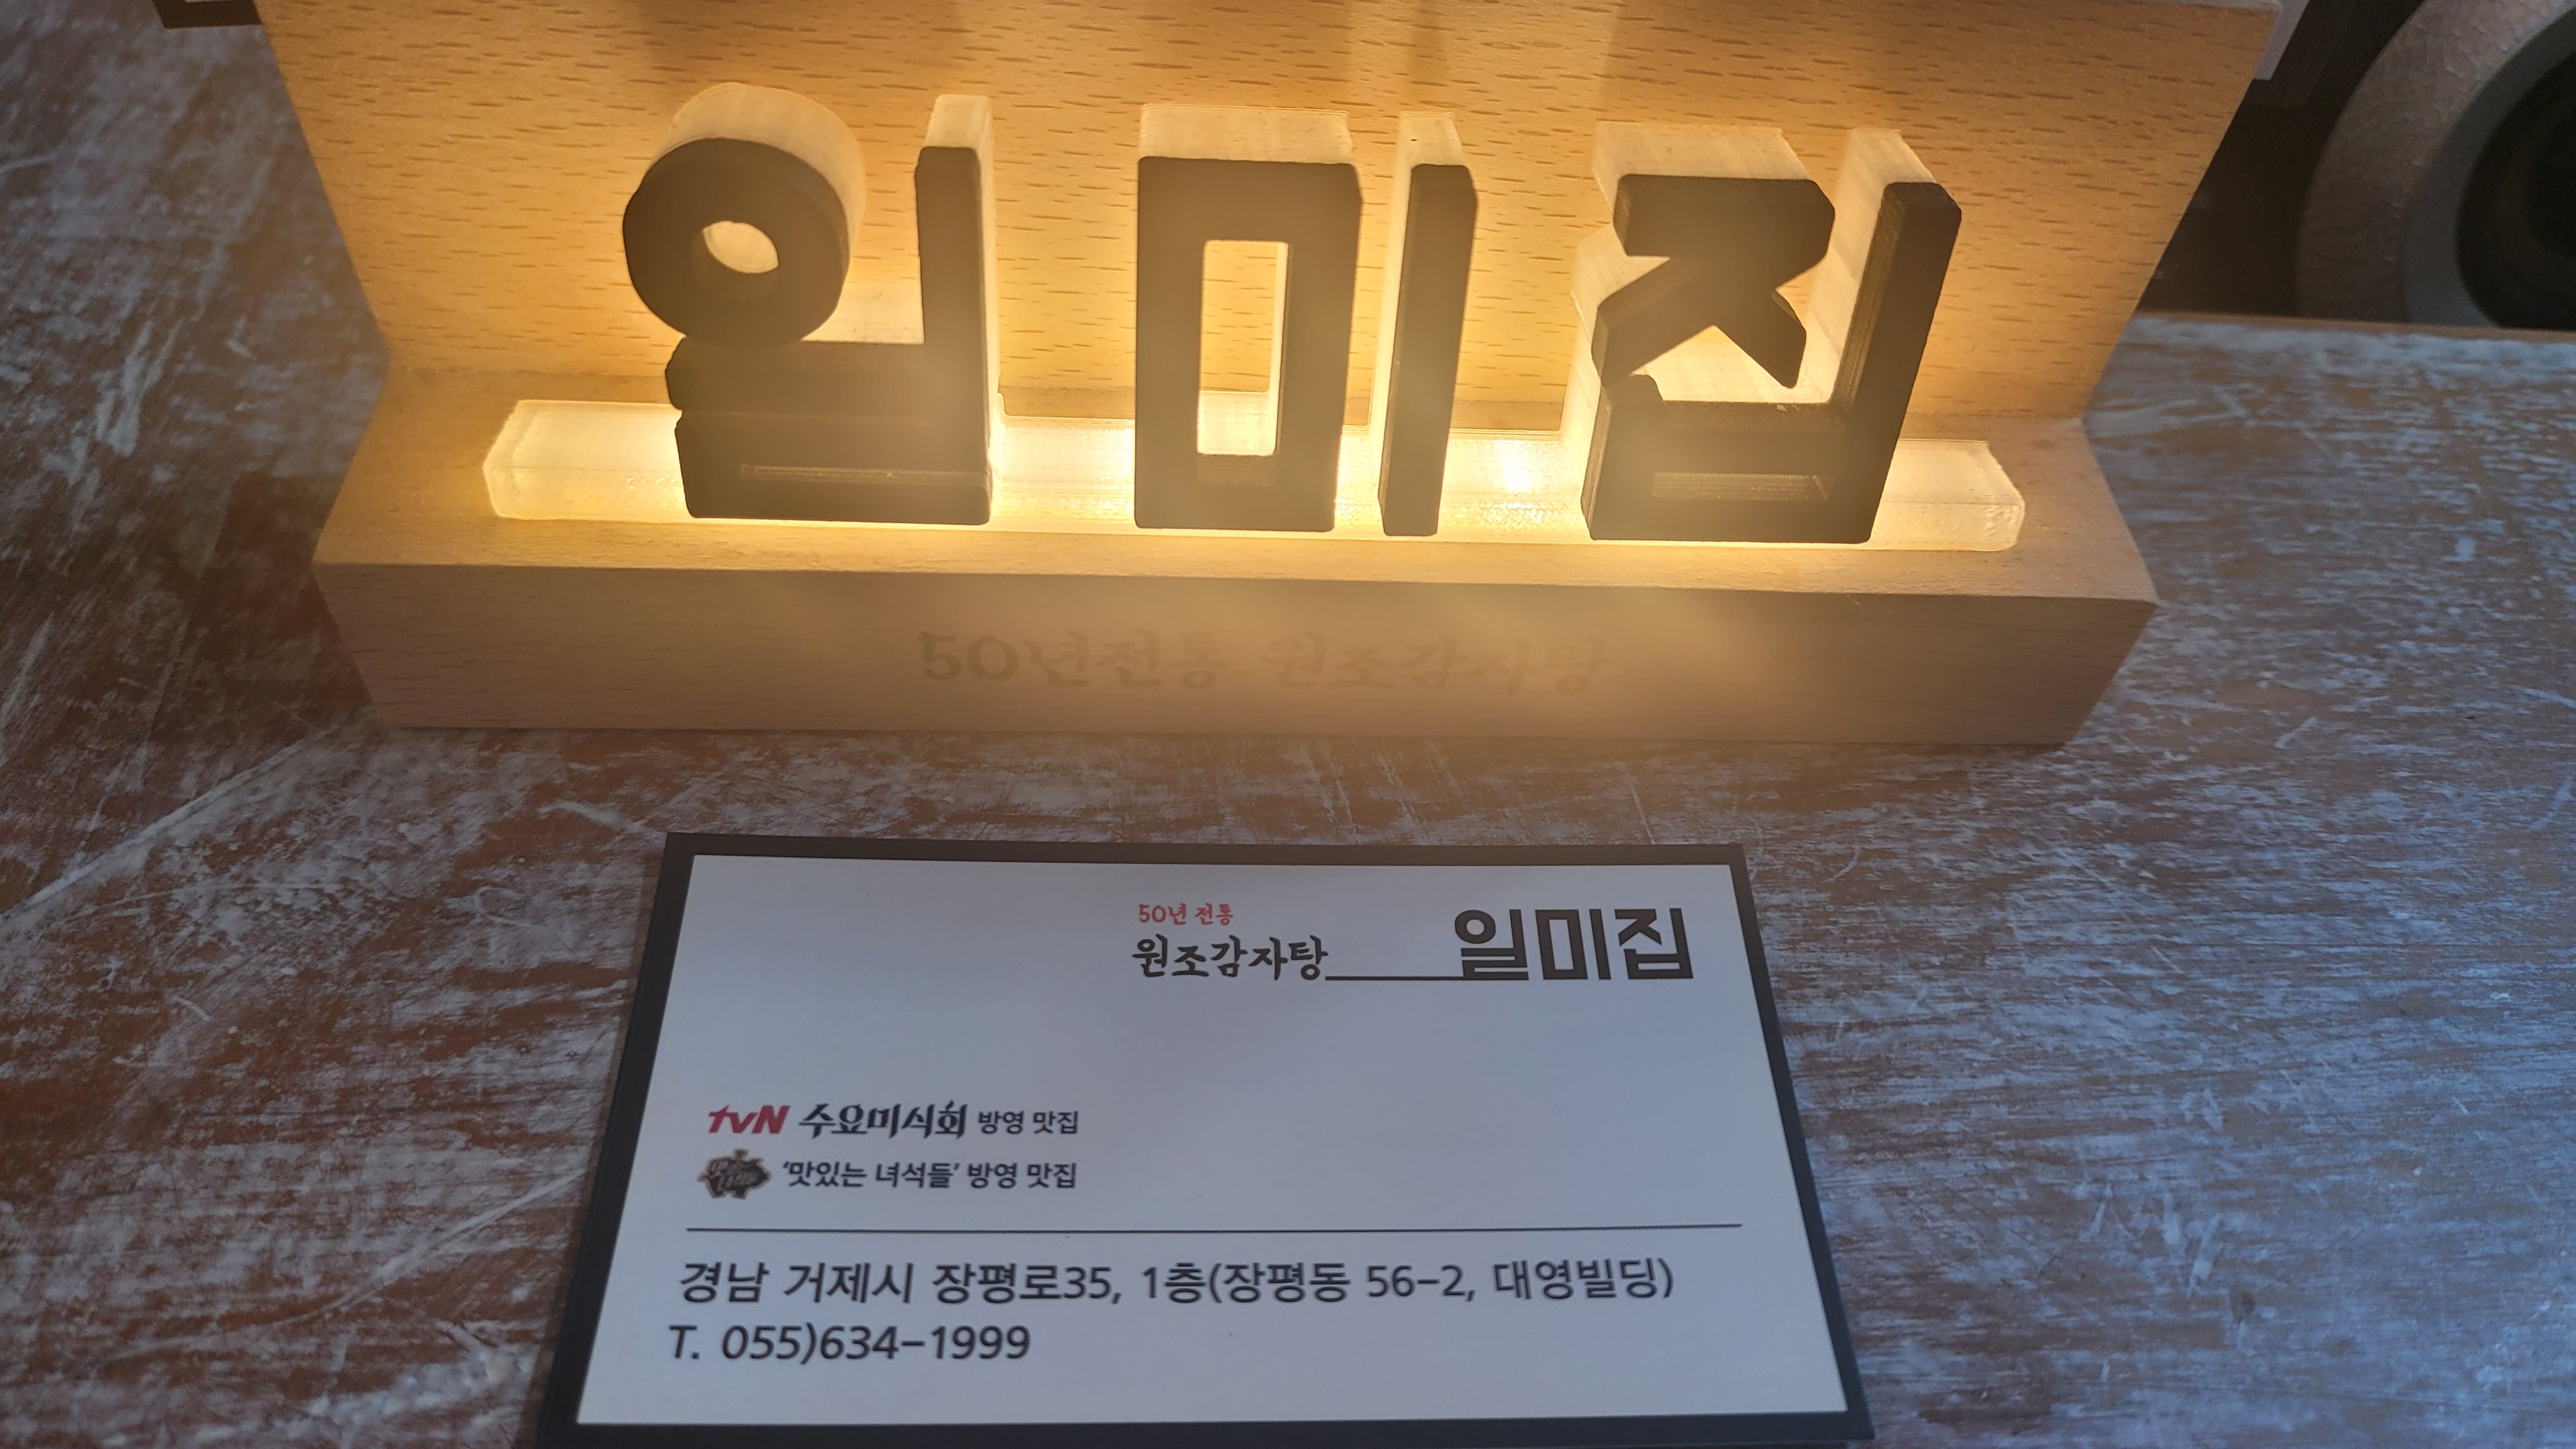 일미집
50년전통 원조감자탕
50년 전통
원조감자탕 일미집
tvN 수요미식회 방영 맛집
'맛있는 녀석들' 방영 맛집
경남 거제시 장평로35, 1층(장평동 56-2, 대영빌딩)
T. 055)634-1999